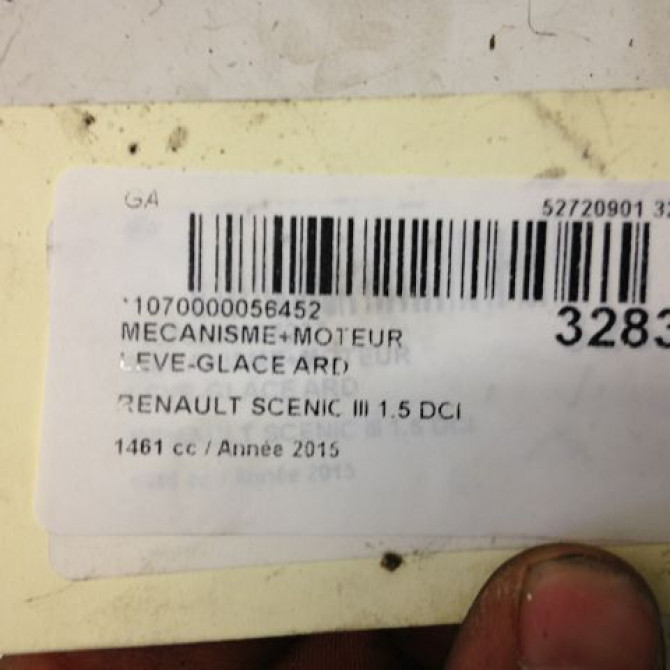 GA
52720901 32
*1070000056452
3283
MECANISME+MOTEUR
LEVE-GLACE ARD
RENAULT SCENIC III 1.5 DCI
1461 cc / Année 2015